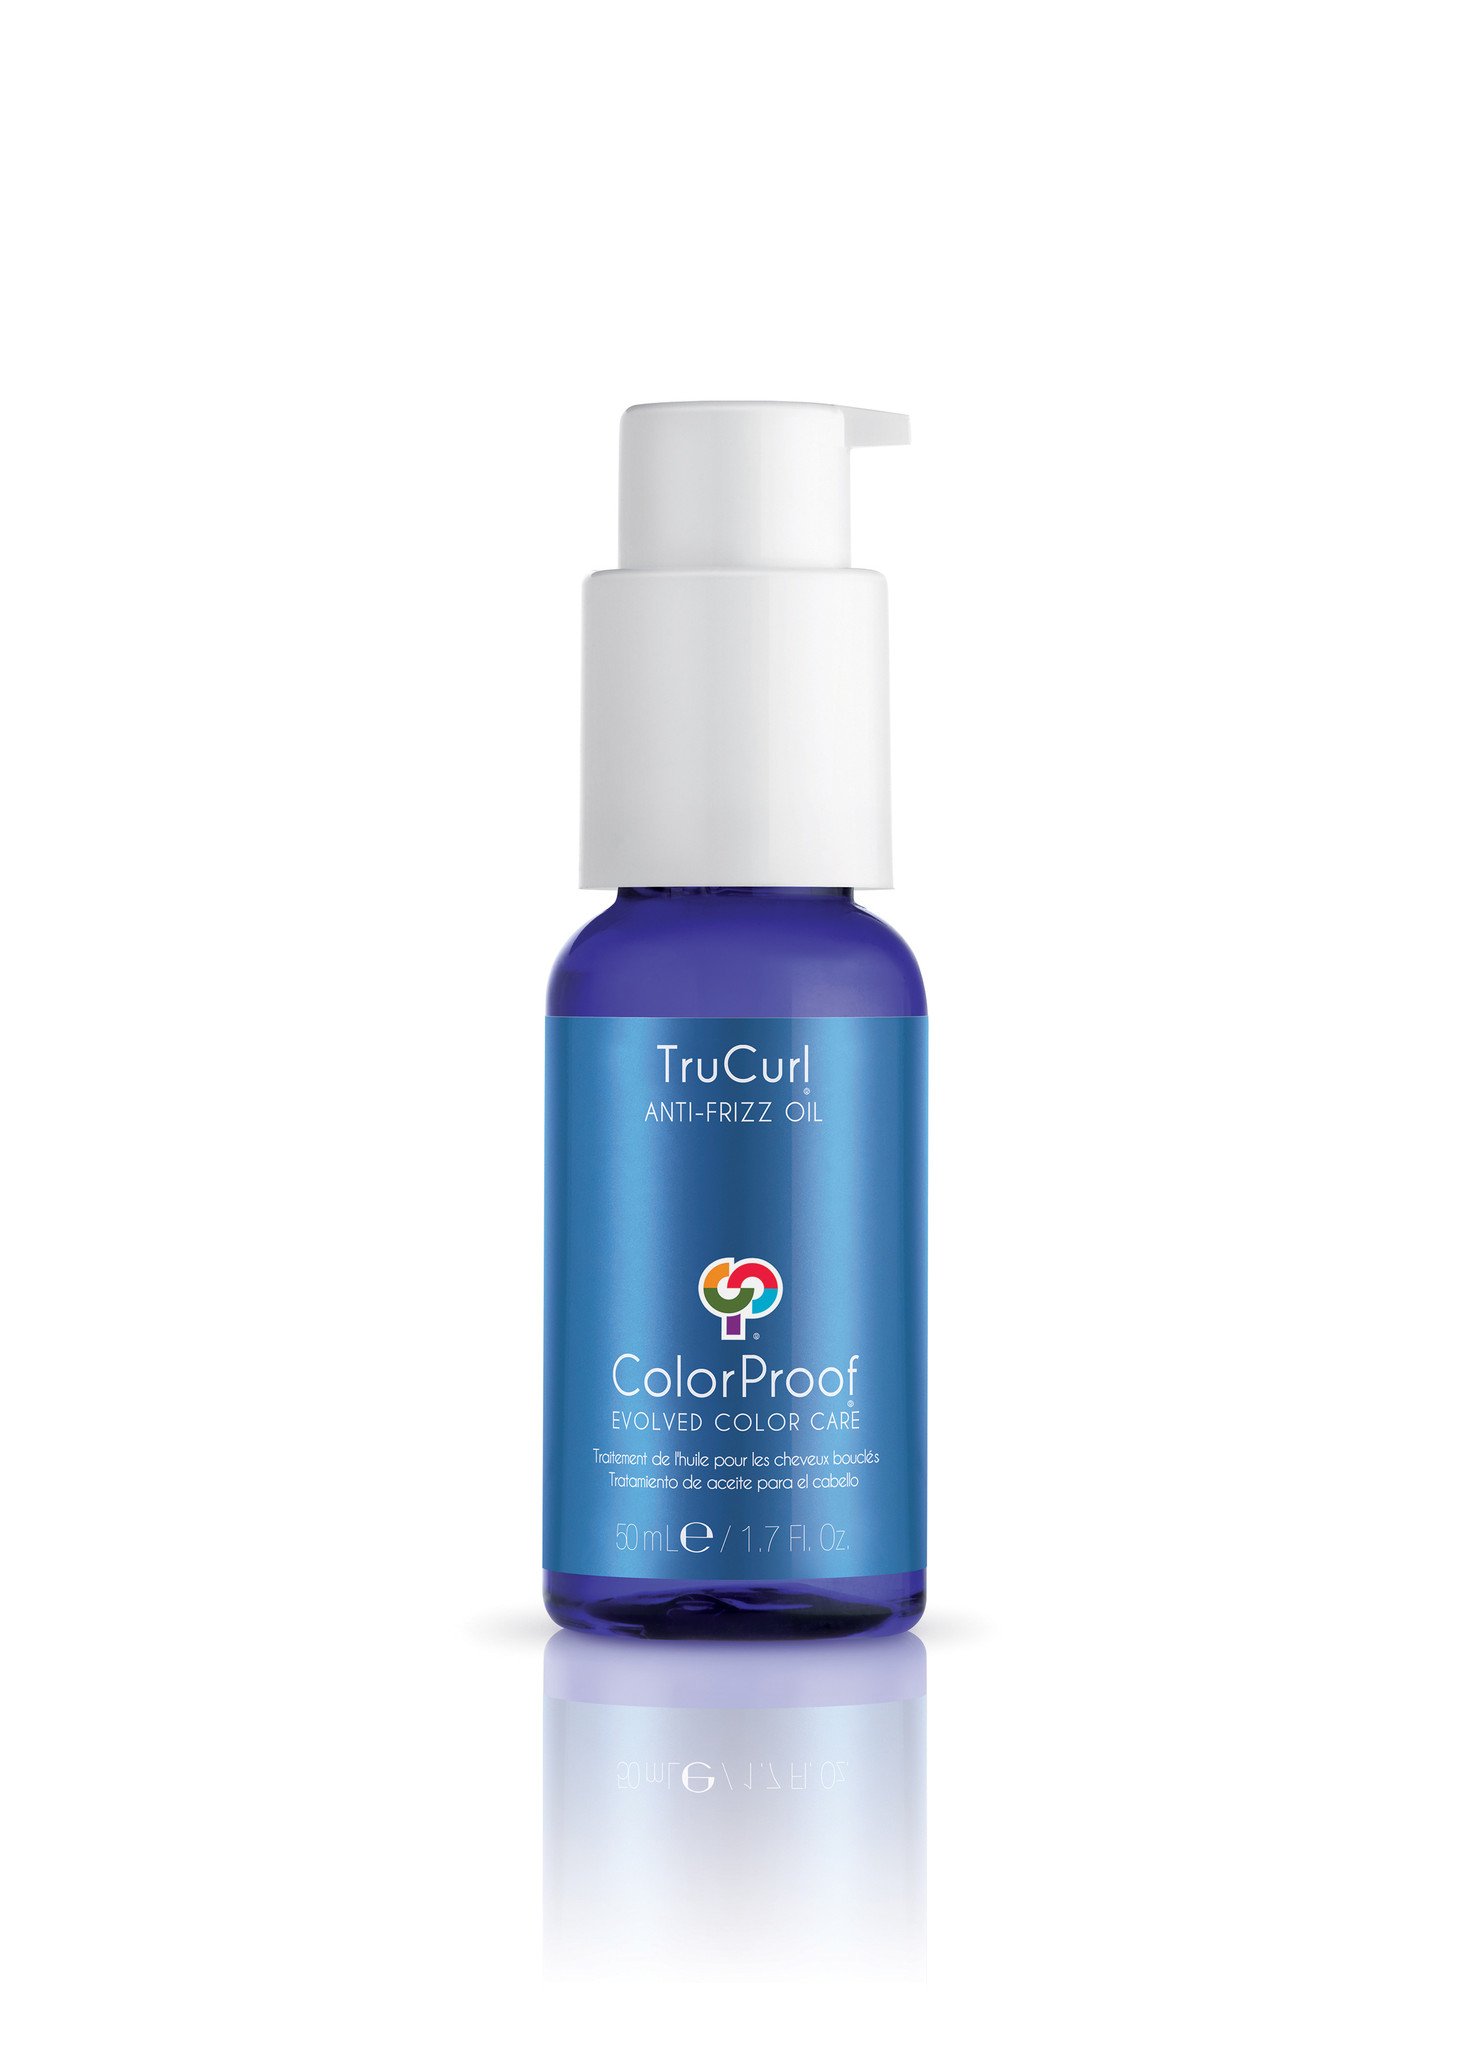 TruCurl
ANTI-FRIZZ OIL
ColorProof
EVOLVED COLOR CARE
Traitement de l'huile pour les cheveux bouclés
Tratamiento de aceite para el cabello
50 mL℮ / 1.7 Fl. Oz.